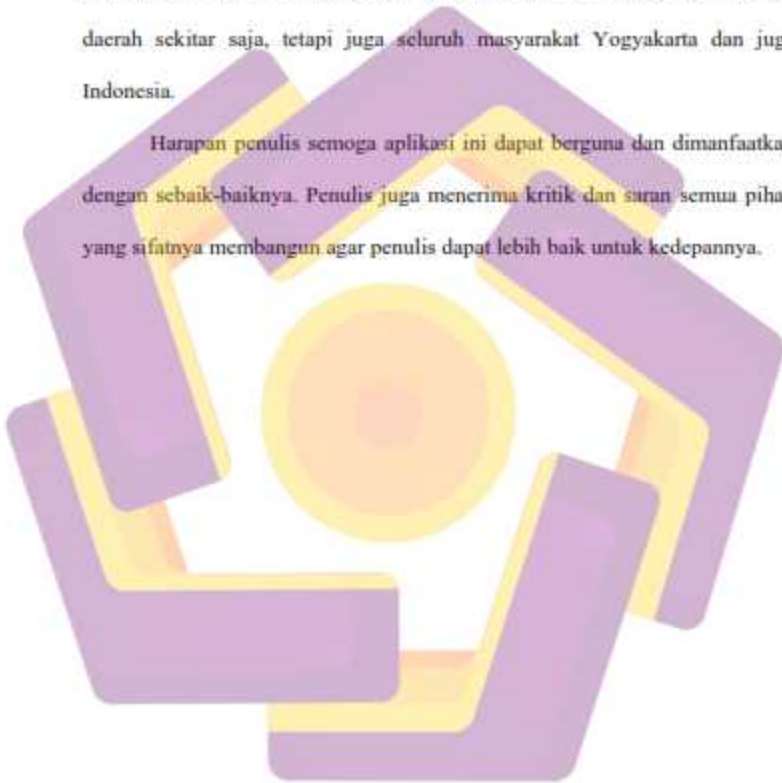 daerah sekitar saja, tetapi juga seluruh masyarakat Yogyakarta dan jug
Indonesia.
Harapan penulis semoga aplikasi ini dapat berguna dan dimanfaatka
dengan sebaik-baiknya. Penulis juga menerima kritik dan saran semua piha
yang sifatnya membangun agar penulis dapat lebih baik untuk kedepannya.